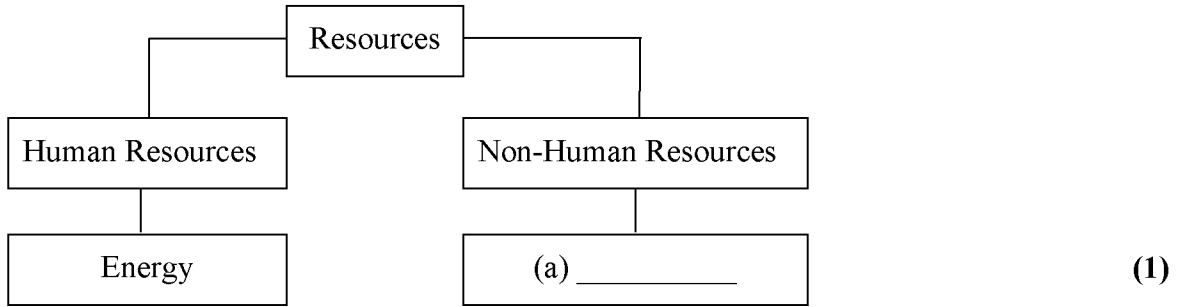 Resources
Human Resources
Non-Human Resources
Energy
(a) __________
(1)